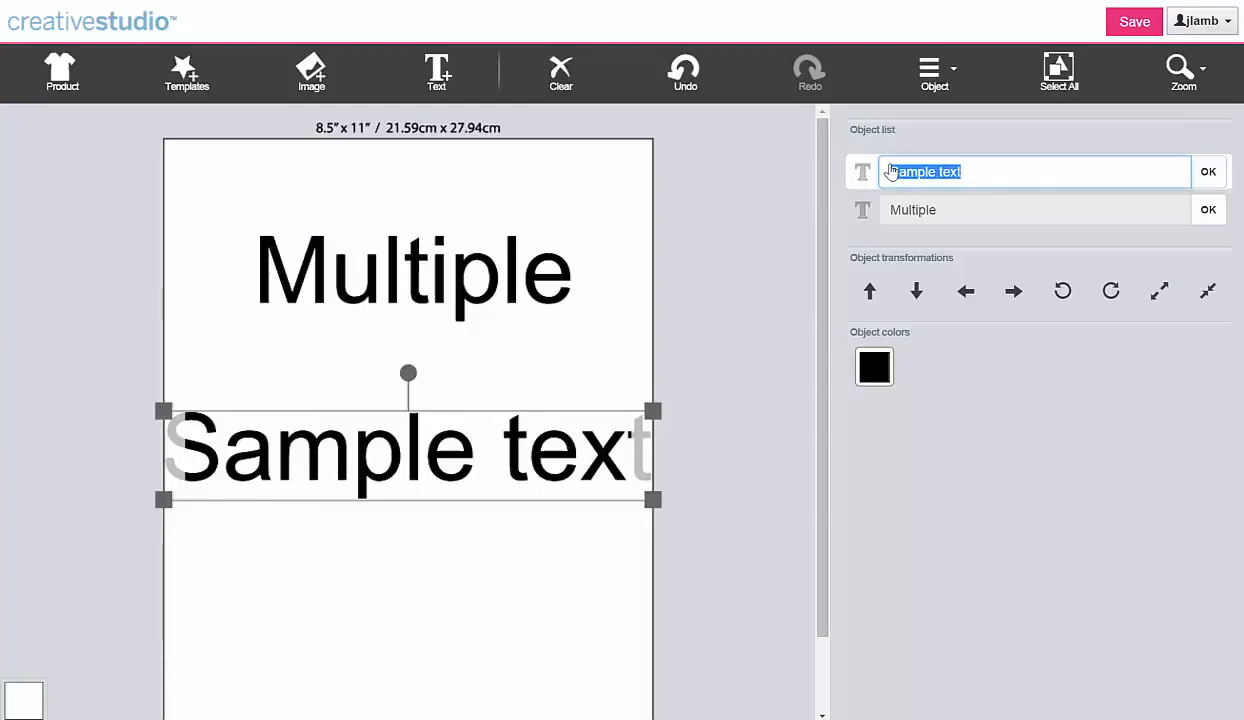 creativestudio™
Save
jlamb
Product
Templates
Image
Text
Clear
Undo
Redo
Object
Select All
Zoom
8.5" x 11" / 21.59cm x 27.94cm
Multiple
Sample text
Object list
Sample text
OK
Multiple
OK
Object transformations
Object colors